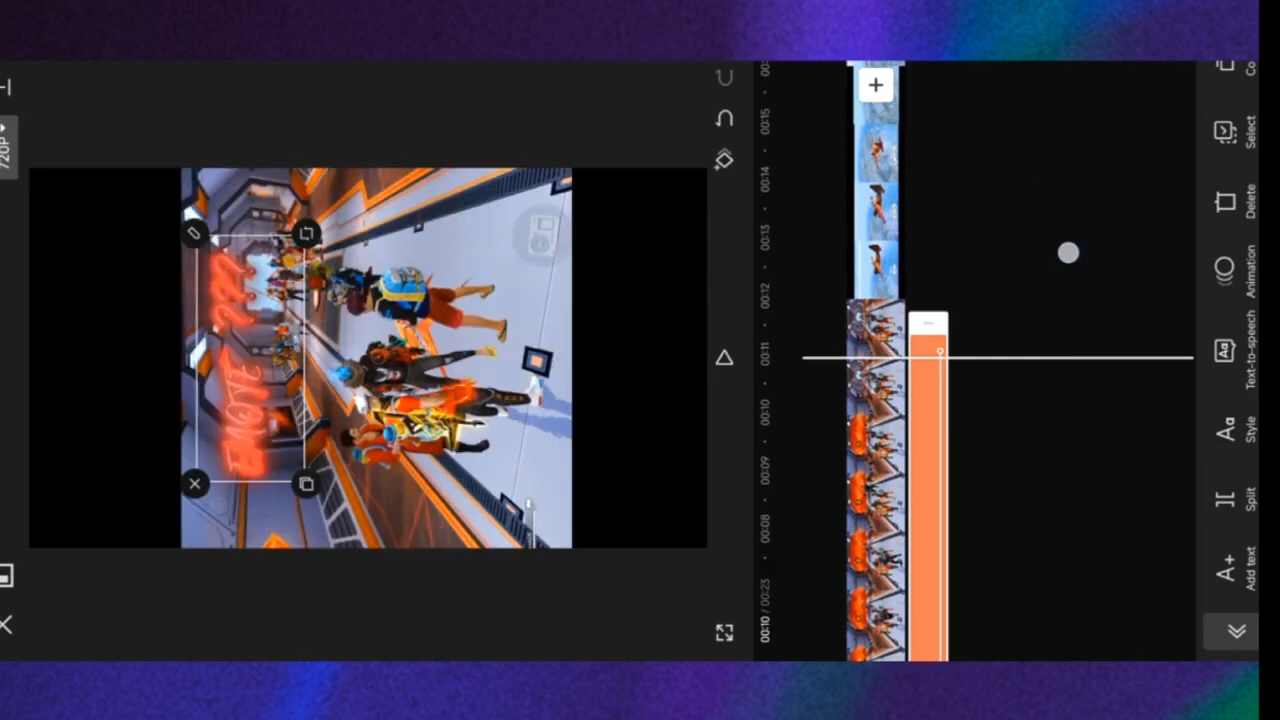 720P
EMOTE ???
00:10 / 00:23
00:08
00:09
00:10
00:11
00:12
00:13
00:14
00:15
Add text
Split
Style
Text-to-speech
Animation
Delete
Select
Co